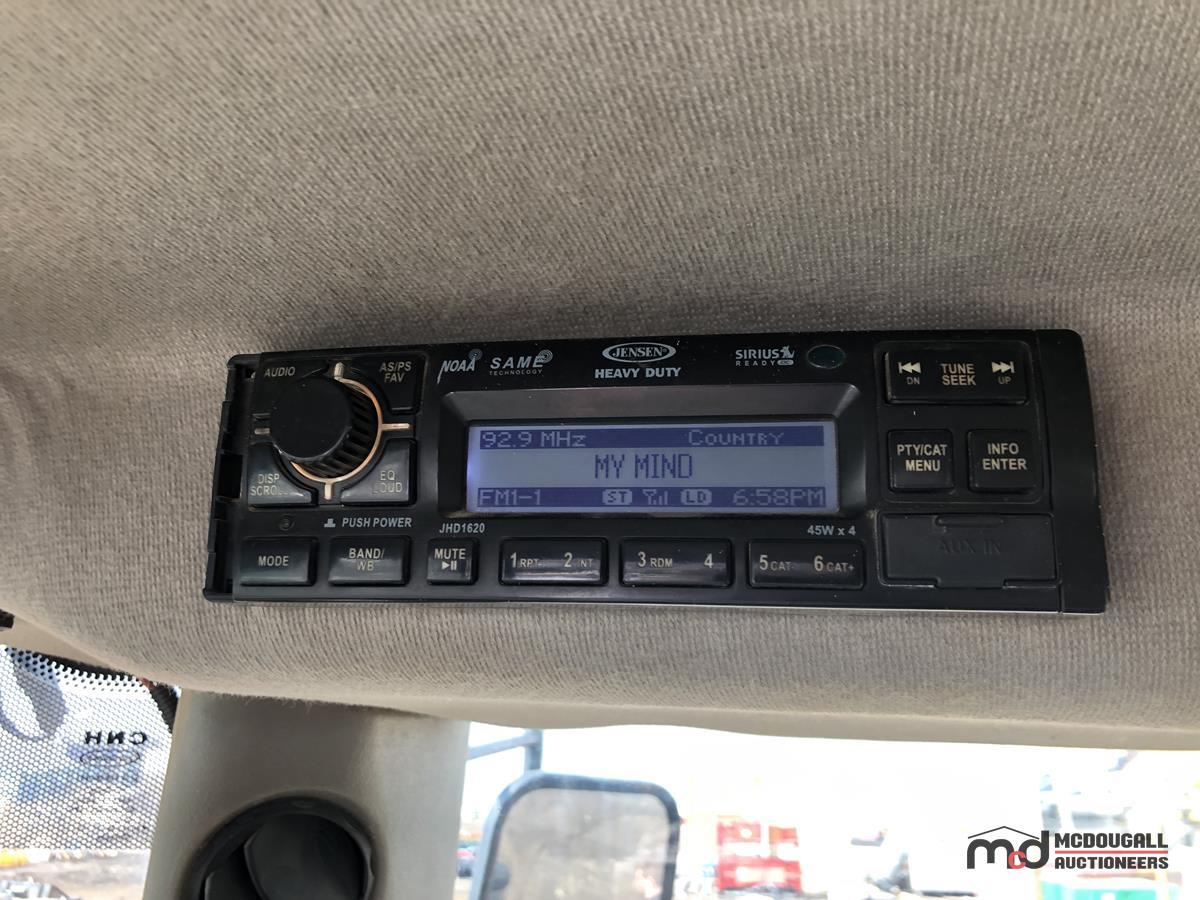 AUDIO
AS/PS
FAV
DISP
SCROLL
EQ
LOUD
NOAA
SAME
TECHNOLOGY
JENSEN®
HEAVY DUTY
SIRIUS
READY
92.9 MHz COUNTRY
MY MIND
FM1-1 ST LD 6:58PM
DN TUNE SEEK UP
PTY/CAT
MENU
INFO
ENTER
PUSH POWER
JHD1620
45W x 4
MODE
BAND/
WB
MUTE
1 RPT 2 INT
3 RDM 4
5 CAT- 6 CAT+
AUX IN
CNH
mcd MCDOUGALL
AUCTIONEERS